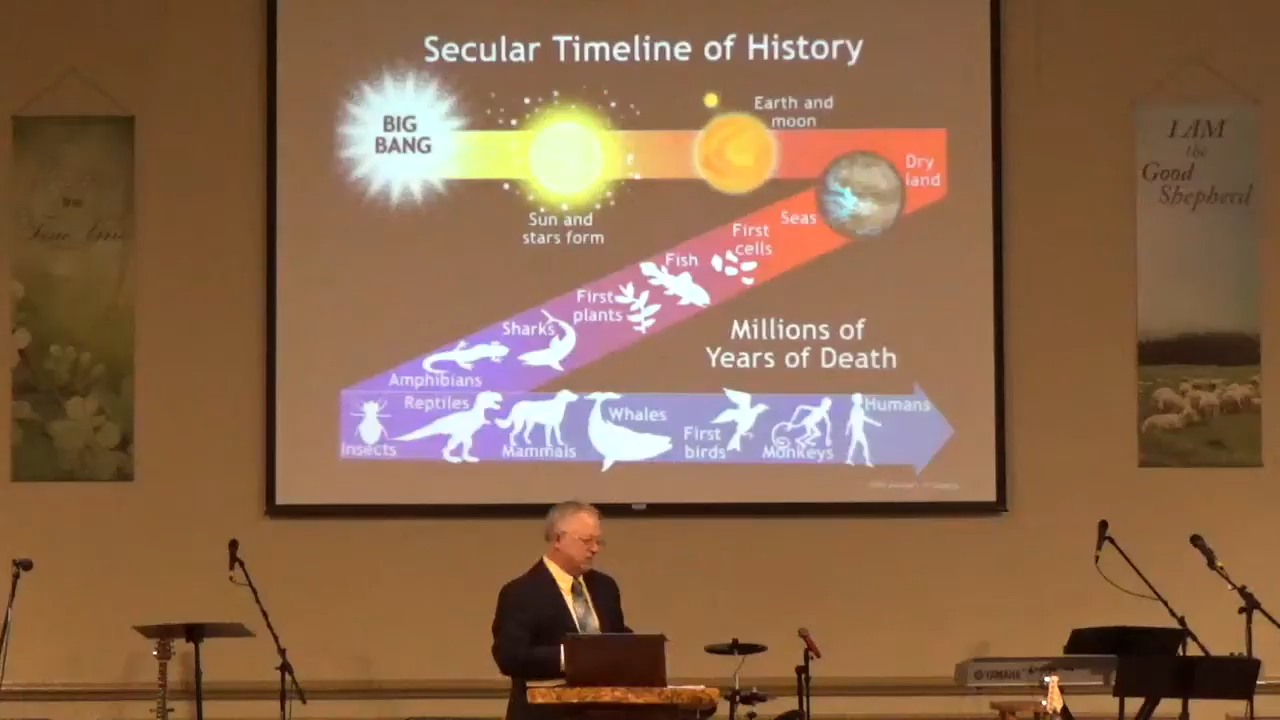 Secular Timeline of History
BIG
BANG
Sun and
stars form
Earth and
moon
Dry
land
Seas
First
cells
Fish
First
plants
Sharks
Amphibians
Millions of
Years of Death
Insects
Reptiles
Mammals
Whales
First
birds
Monkeys
Humans
I AM
the
Good
Shepherd
YAMAHA